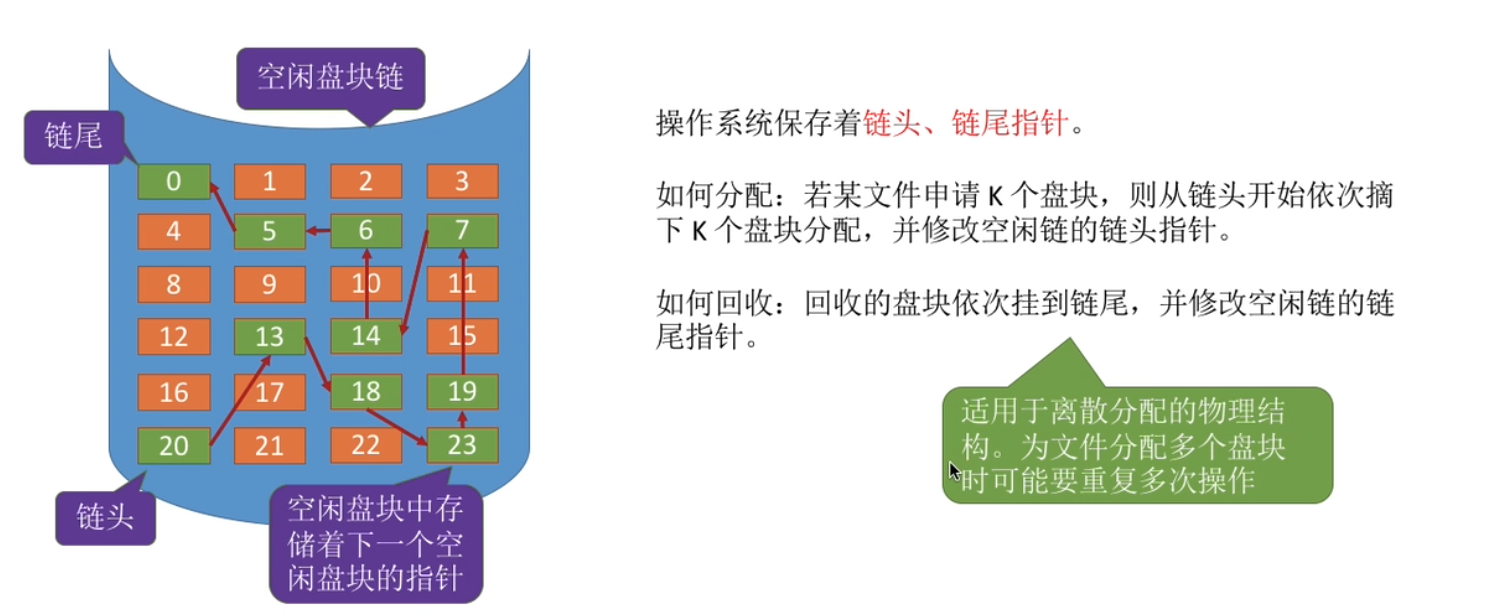 空闲盘块链
链尾
0 1 2 3
4 5 6 7
8 9 10 11
12 13 14 15
16 17 18 19
20 21 22 23
链头
空闲盘块中存
储着下一个空
闲盘块的指针
操作系统保存着链头、链尾指针。
如何分配：若某文件申请 K 个盘块，则从链头开始依次摘
下 K 个盘块分配，并修改空闲链的链头指针。
如何回收：回收的盘块依次挂到链尾，并修改空闲链的链
尾指针。
适用于离散分配的物理结
构。为文件分配多个盘块
时可能要重复多次操作